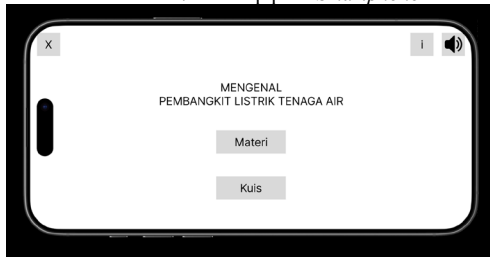 X
i
MENGENAL
PEMBANGKIT LISTRIK TENAGA AIR
Materi
Kuis